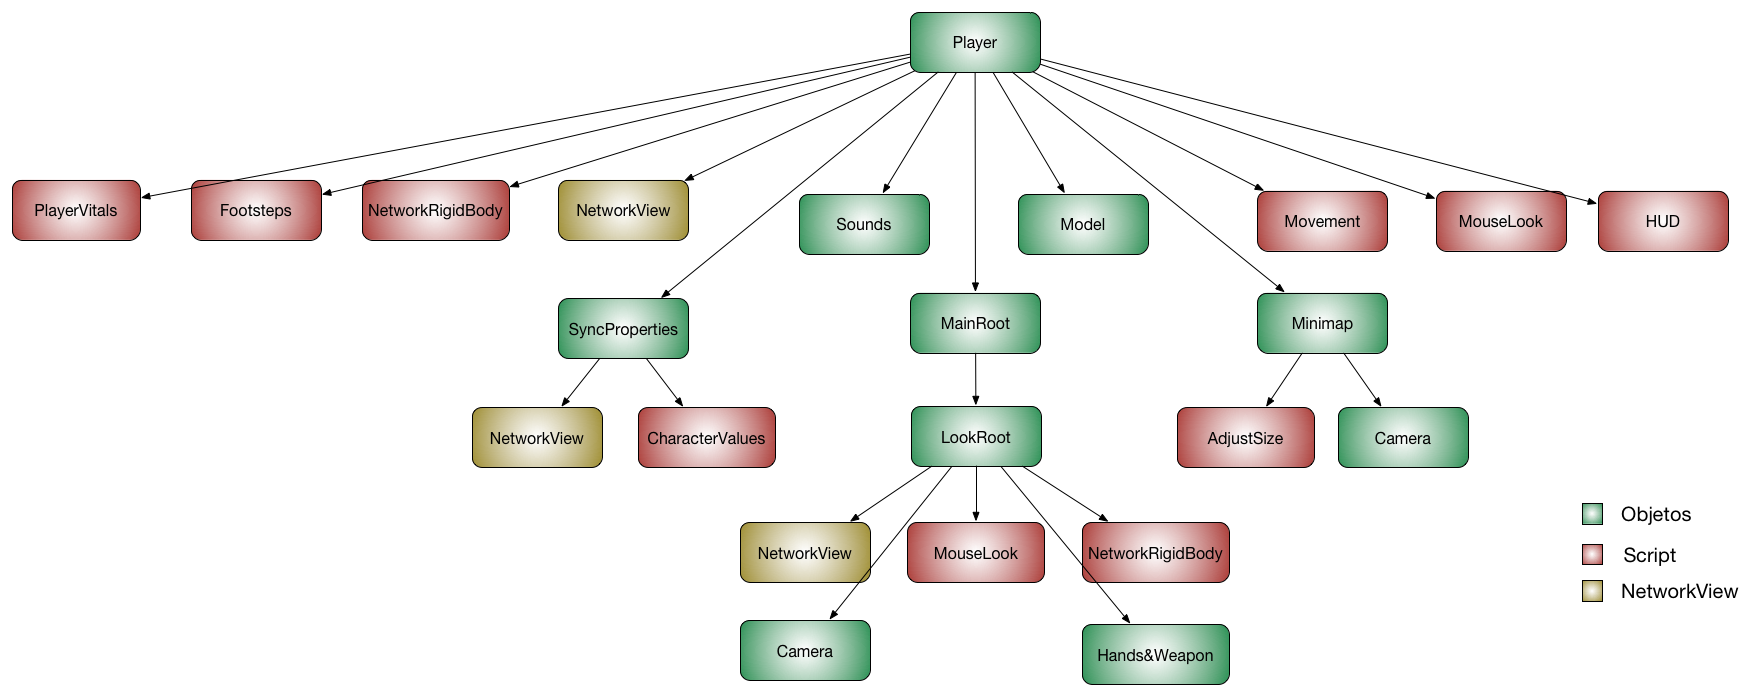 Player
PlayerVitals
Footsteps
NetworkRigidBody
NetworkView
Sounds
Model
Movement
MouseLook
HUD
SyncProperties
MainRoot
Minimap
NetworkView
CharacterValues
LookRoot
AdjustSize
Camera
NetworkView
MouseLook
NetworkRigidBody
Camera
Hands&Weapon
Objetos
Script
NetworkView